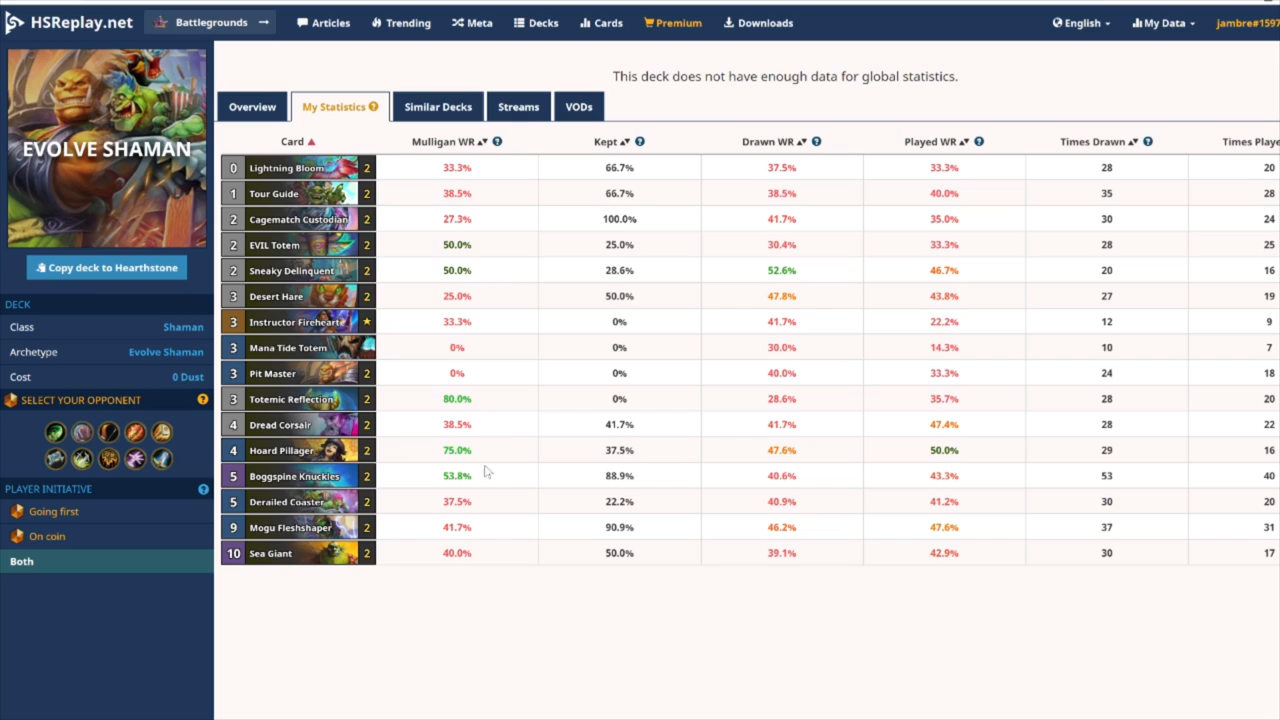 HSReplay.net Battlegrounds → Articles Trending Meta Decks Cards Premium Downloads English My Data jambre#1597
EVOLVE SHAMAN
Copy deck to Hearthstone
DECK
Class Shaman
Archetype Evolve Shaman
Cost 0 Dust
SELECT YOUR OPPONENT ?
PLAYER INITIATIVE ?
Going first
On coin
Both
This deck does not have enough data for global statistics.
Overview My Statistics ? Similar Decks Streams VODs
Card Mulligan WR ? Kept ? Drawn WR ? Played WR ? Times Drawn ? Times Playe
0 Lightning Bloom 2 33.3% 66.7% 37.5% 33.3% 28 20
1 Tour Guide 2 38.5% 66.7% 38.5% 40.0% 35 28
2 Cagematch Custodian 2 27.3% 100.0% 41.7% 35.0% 30 24
2 EVIL Totem 2 50.0% 25.0% 30.4% 33.3% 28 25
2 Sneaky Delinquent 2 50.0% 28.6% 52.6% 46.7% 20 16
3 Desert Hare 2 25.0% 50.0% 47.8% 43.8% 27 19
3 Instructor Firehearte ★ 33.3% 0% 41.7% 22.2% 12 9
3 Mana Tide Totem 0% 0% 30.0% 14.3% 10 7
3 Pit Master 2 0% 0% 40.0% 33.3% 24 18
3 Totemic Reflection 2 80.0% 0% 28.6% 35.7% 28 20
4 Dread Corsair 2 38.5% 41.7% 41.7% 47.4% 28 22
4 Hoard Pillager 2 75.0% 37.5% 47.6% 50.0% 29 16
5 Boggspine Knuckles 2 53.8% 88.9% 40.6% 43.3% 53 40
5 Derailed Coaster 2 37.5% 22.2% 40.9% 41.2% 30 20
9 Mogu Fleshshaper 2 41.7% 90.9% 46.2% 47.6% 37 31
10 Sea Giant 2 40.0% 50.0% 39.1% 42.9% 30 17